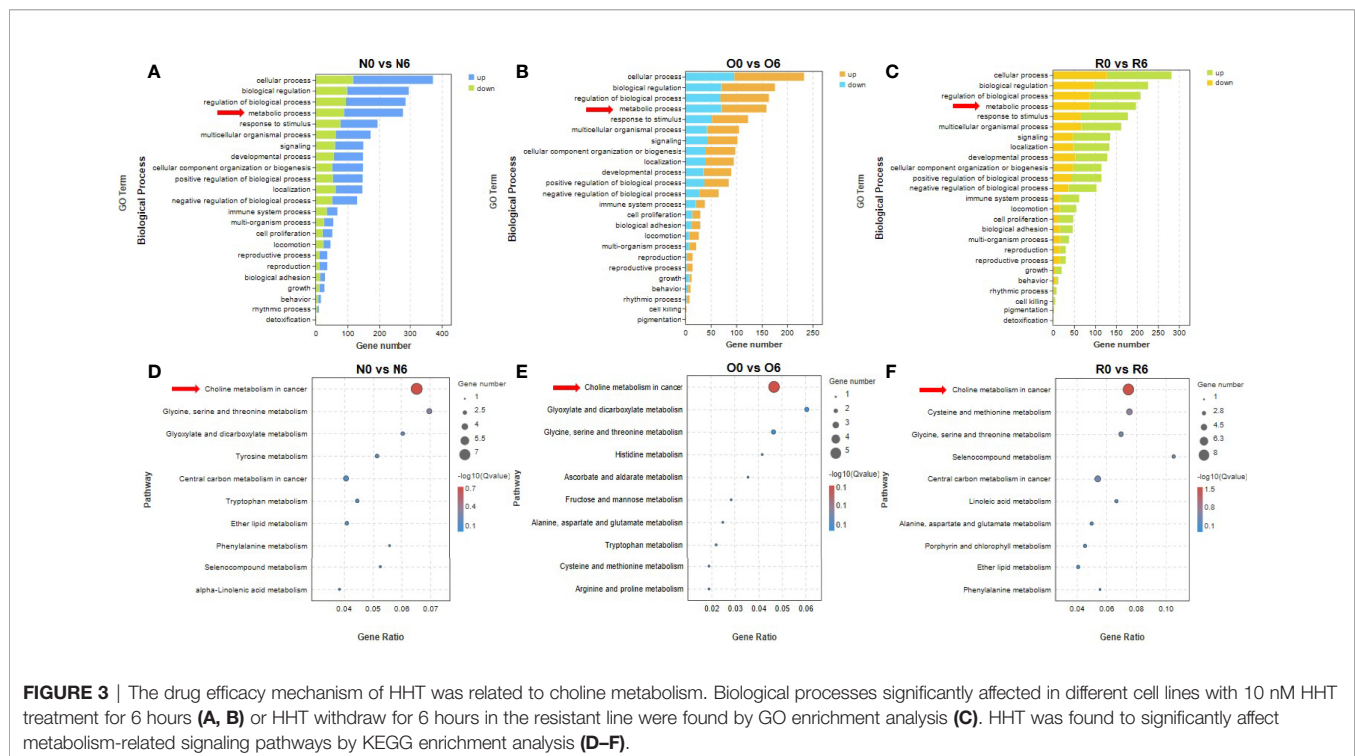 A
N0 vs N6
cellular process
biological regulation
regulation of biological process
metabolic process
response to stimulus
multicellular organismal process
signaling
developmental process
cellular component organization or biogenesis
positive regulation of biological process
localization
negative regulation of biological process
immune system process
multi-organism process
cell proliferation
locomotion
reproductive process
reproduction
biological adhesion
growth
behavior
rhythmic process
detoxification
GO Term
Biological Process
0 100 200 300 400
Gene number
up
down
B
O0 vs O6
cellular process
biological regulation
regulation of biological process
metabolic process
response to stimulus
multicellular organismal process
signaling
cellular component organization or biogenesis
localization
developmental process
positive regulation of biological process
negative regulation of biological process
immune system process
cell proliferation
biological adhesion
locomotion
multi-organism process
reproduction
reproductive process
growth
behavior
rhythmic process
cell killing
pigmentation
GO Term
Biological Process
0 50 100 150 200 250
Gene number
up
down
C
R0 vs R6
cellular process
biological regulation
regulation of biological process
metabolic process
response to stimulus
multicellular organismal process
signaling
localization
developmental process
cellular component organization or biogenesis
positive regulation of biological process
negative regulation of biological process
immune system process
locomotion
cell proliferation
biological adhesion
multi-organism process
reproduction
reproductive process
growth
behavior
rhythmic process
cell killing
pigmentation
detoxification
GO Term
Biological Process
0 50 100 150 200 250 300
Gene number
up
down
D
N0 vs N6
Choline metabolism in cancer
Glycine, serine and threonine metabolism
Glyoxylate and dicarboxylate metabolism
Tyrosine metabolism
Central carbon metabolism in cancer
Tryptophan metabolism
Ether lipid metabolism
Phenylalanine metabolism
Selenocompound metabolism
alpha-Linolenic acid metabolism
Pathway
0.04 0.05 0.06 0.07
Gene Ratio
Gene number
1
2.5
4
5.5
7
-log10(Qvalue)
0.7
0.4
0.1
E
O0 vs O6
Choline metabolism in cancer
Glyoxylate and dicarboxylate metabolism
Glycine, serine and threonine metabolism
Histidine metabolism
Ascorbate and aldarate metabolism
Fructose and mannose metabolism
Alanine, aspartate and glutamate metabolism
Tryptophan metabolism
Cysteine and methionine metabolism
Arginine and proline metabolism
Pathway
0.02 0.03 0.04 0.05 0.06
Gene Ratio
Gene number
1
2
3
4
5
-log10(Qvalue)
0.1
0.1
0.1
F
R0 vs R6
Choline metabolism in cancer
Cysteine and methionine metabolism
Glycine, serine and threonine metabolism
Selenocompound metabolism
Central carbon metabolism in cancer
Linoleic acid metabolism
Alanine, aspartate and glutamate metabolism
Porphyrin and chlorophyll metabolism
Ether lipid metabolism
Phenylalanine metabolism
Pathway
0.04 0.06 0.08 0.10
Gene Ratio
Gene number
1
2.8
4.5
6.3
8
-log10(Qvalue)
1.5
0.8
0.1
FIGURE 3 | The drug efficacy mechanism of HHT was related to choline metabolism. Biological processes significantly affected in different cell lines with 10 nM HHT
treatment for 6 hours (A, B) or HHT withdraw for 6 hours in the resistant line were found by GO enrichment analysis (C). HHT was found to significantly affect
metabolism-related signaling pathways by KEGG enrichment analysis (D–F).